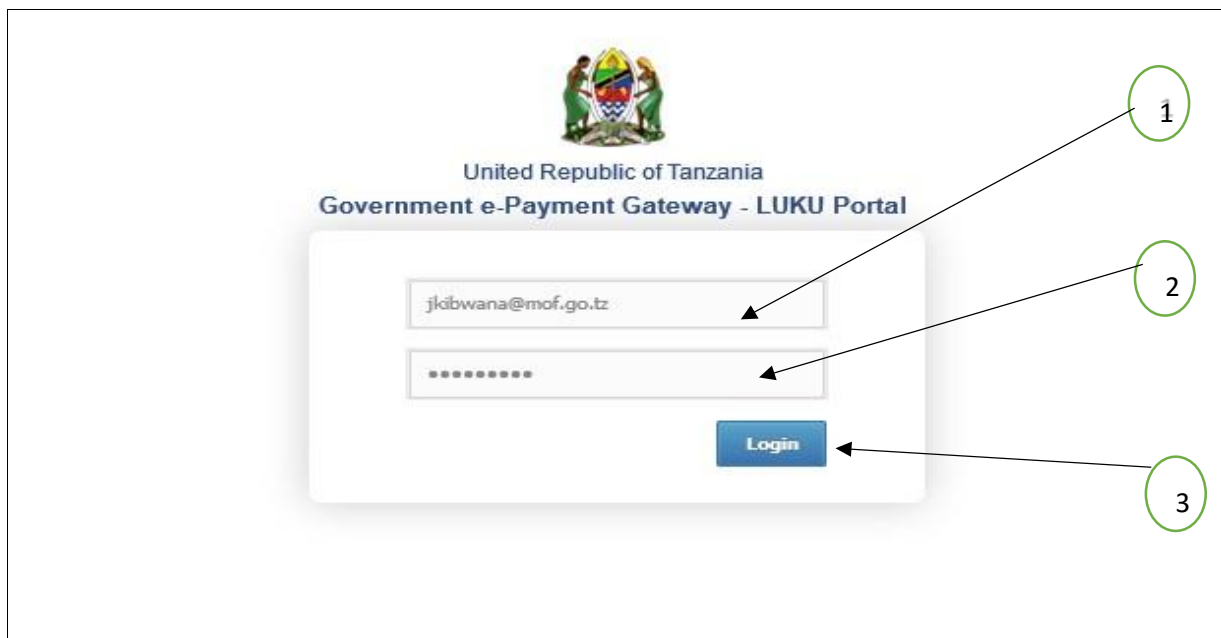 1
United Republic of Tanzania
Government e-Payment Gateway - LUKU Portal
jkibwana@mof.go.tz
2
•••••••••
Login
3